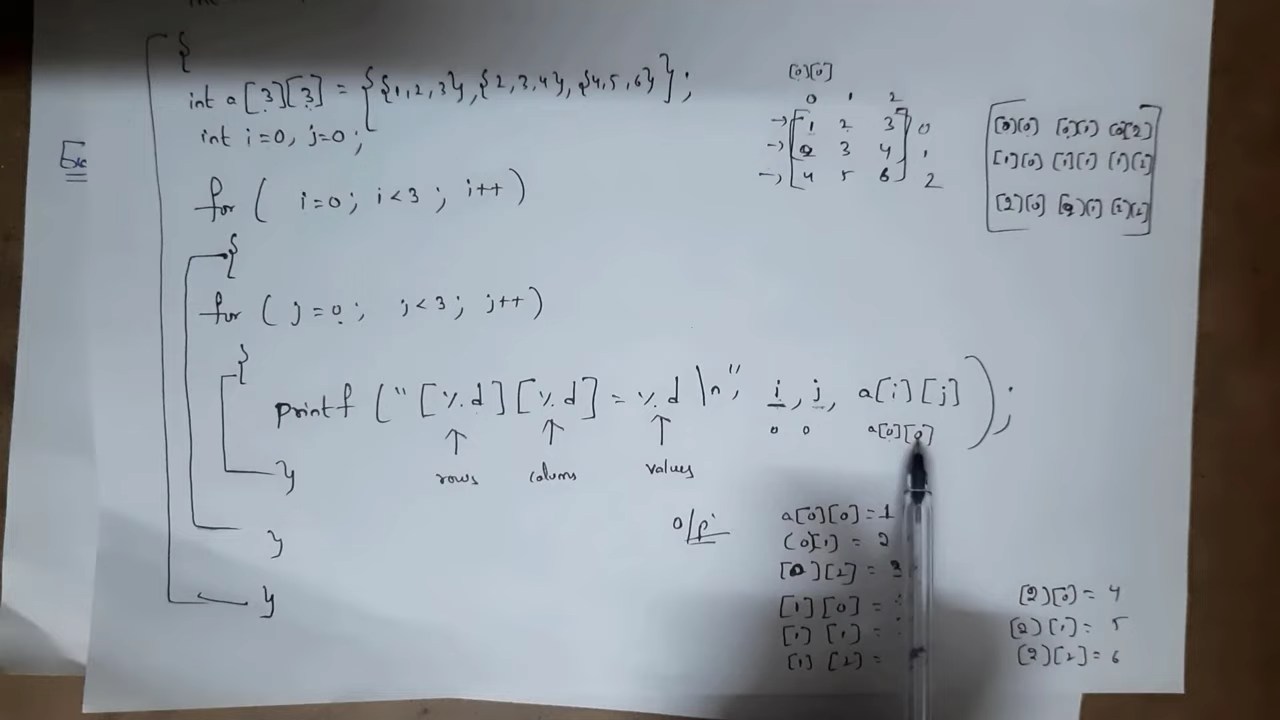 {
int a[3][3] = {{1,2,3},{2,3,4},{4,5,6}};
int i=0, j=0;
Ex
for ( i=0; i<3; i++)
{
for ( j=0; j<3; j++)
{
printf ("[%d][%d] = %d \n", i, j, a[i][j]);
0 0 a[0][0]
rows colums values
}
}
}
[0][0]
0 1 2
→ 1 2 3 0
→ 2 3 4 1
→ 4 5 6 2
[0][0] [0][1] [0][2]
[1][0] [1][1] [1][2]
[2][0] [2][1] [2][2]
o/p:
a[0][0] = 1
[0][1] = 2
[0][2] = 3
[1][0] =
[1][1] =
[1][2] =
[2][0] = 4
[2][1] = 5
[2][2] = 6